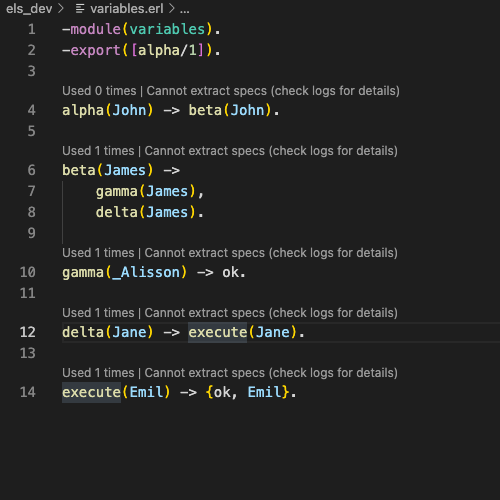 els_dev > variables.erl > ...
1 -module(variables).
2 -export([alpha/1]).
3
Used 0 times | Cannot extract specs (check logs for details)
4 alpha(John) -> beta(John).
5
Used 1 times | Cannot extract specs (check logs for details)
6 beta(James) ->
7     gamma(James),
8     delta(James).
9
Used 1 times | Cannot extract specs (check logs for details)
10 gamma(_Alisson) -> ok.
11
Used 1 times | Cannot extract specs (check logs for details)
12 delta(Jane) -> execute(Jane).
13
Used 1 times | Cannot extract specs (check logs for details)
14 execute(Emil) -> {ok, Emil}.